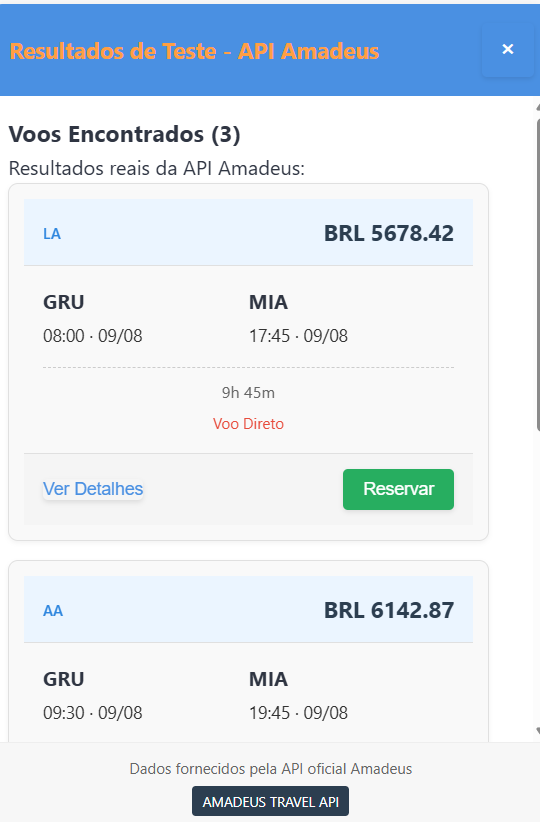 Resultados de Teste - API Amadeus
×
Voos Encontrados (3)
Resultados reais da API Amadeus:
LA
BRL 5678.42
GRU
MIA
08:00 · 09/08
17:45 · 09/08
9h 45m
Voo Direto
Ver Detalhes
Reservar
AA
BRL 6142.87
GRU
MIA
09:30 · 09/08
19:45 · 09/08
Dados fornecidos pela API oficial Amadeus
AMADEUS TRAVEL API